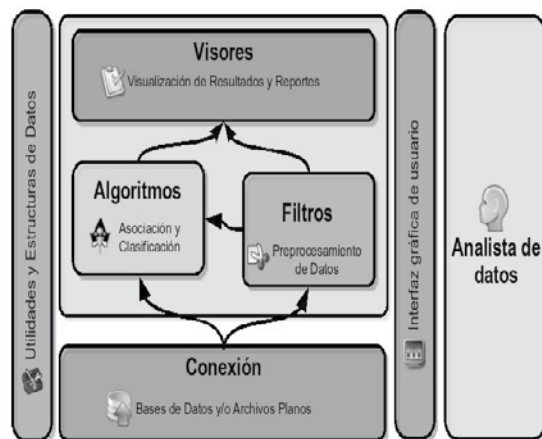 Utilidades y Estructuras de Datos
Visores
Visualización de Resultados y Reportes
Algoritmos
Asociación y
Clasificación
Filtros
Preprocesamiento
de Datos
Conexión
Bases de Datos y/o Archivos Planos
Interfaz gráfica de usuario
Analista de
datos